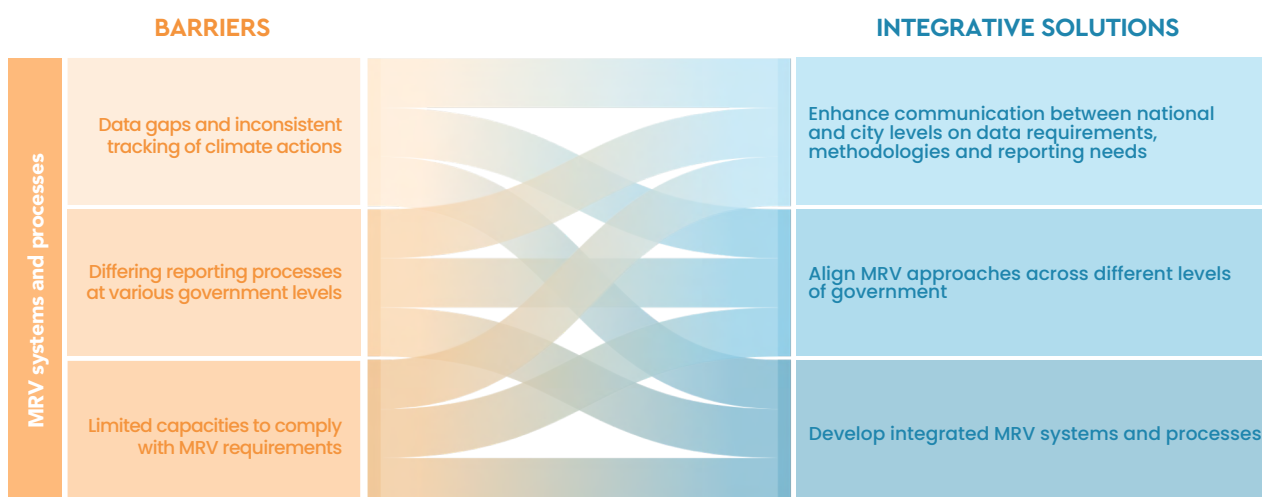 BARRIERS
INTEGRATIVE SOLUTIONS
MRV systems and processes
Data gaps and inconsistent
tracking of climate actions
Differing reporting processes
at various government levels
Limited capacities to comply
with MRV requirements
Enhance communication between national
and city levels on data requirements,
methodologies and reporting needs
Align MRV approaches across different levels
of government
Develop integrated MRV systems and processes